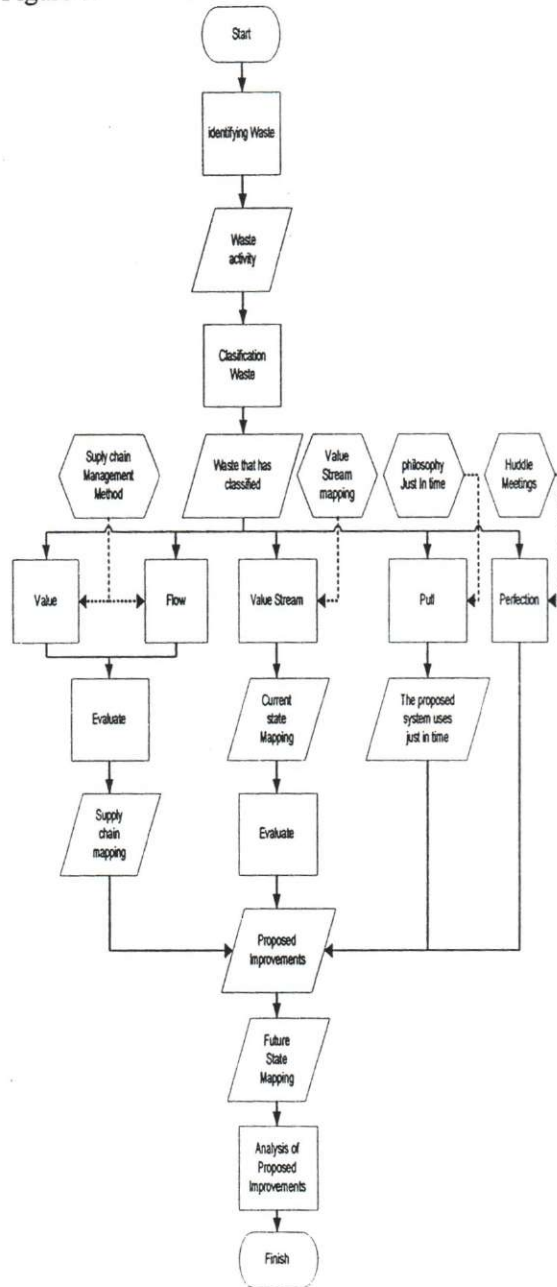 Start
identifying Waste
Waste
activity
Clasification
Waste
Suply chain
Management
Method
Waste that has
classified
Value
Stream
mapping
philosophy
Just In time
Huddle
Meetings
Value
Flow
Value Stream
Pull
Perfection
Evaluate
Current
state
Mapping
The proposed
system uses
just in time
Supply
chain
mapping
Evaluate
Proposed
Improvements
Future
State
Mapping
Analysis of
Proposed
Improvements
Finish